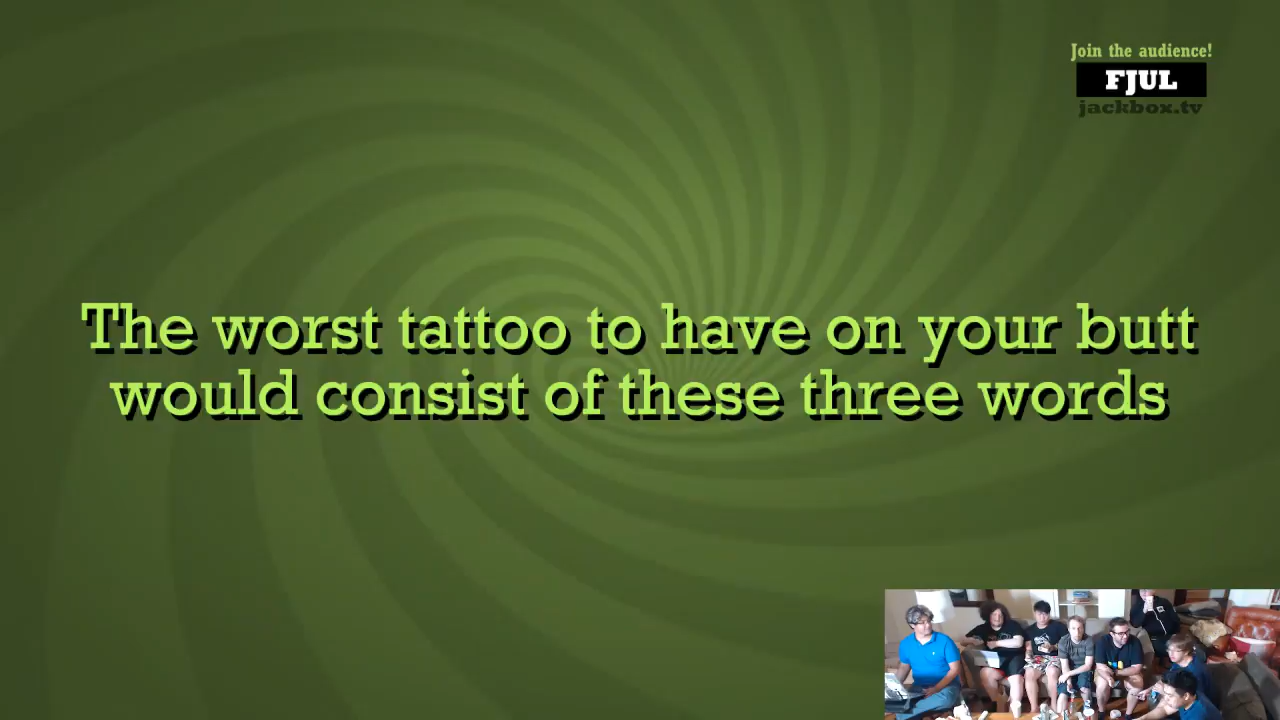 Join the audience!
FJUL
jackbox.tv
The worst tattoo to have on your butt
would consist of these three words